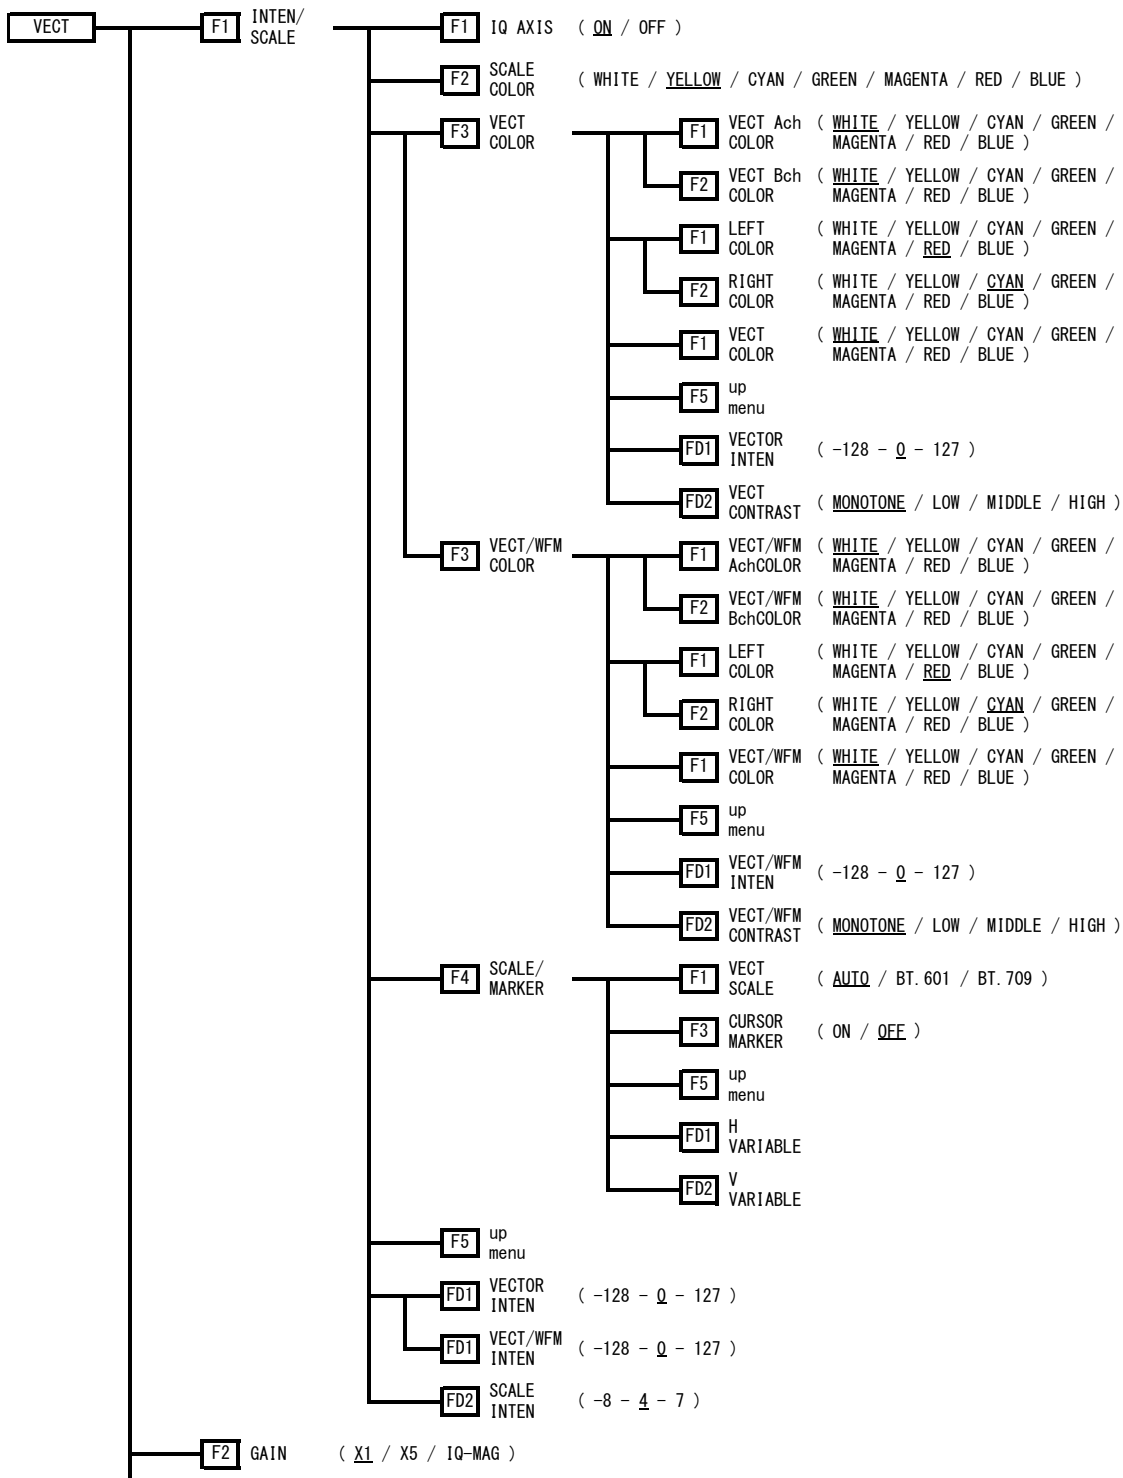 VECT F1 INTEN/ SCALE F1 IQ AXIS ( ON / OFF )
F2 SCALE COLOR ( WHITE / YELLOW / CYAN / GREEN / MAGENTA / RED / BLUE )
F3 VECT COLOR F1 VECT Ach COLOR ( WHITE / YELLOW / CYAN / GREEN / MAGENTA / RED / BLUE )
F2 VECT Bch COLOR ( WHITE / YELLOW / CYAN / GREEN / MAGENTA / RED / BLUE )
F1 LEFT COLOR ( WHITE / YELLOW / CYAN / GREEN / MAGENTA / RED / BLUE )
F2 RIGHT COLOR ( WHITE / YELLOW / CYAN / GREEN / MAGENTA / RED / BLUE )
F1 VECT COLOR ( WHITE / YELLOW / CYAN / GREEN / MAGENTA / RED / BLUE )
F5 up menu
FD1 VECTOR INTEN ( -128 - 0 - 127 )
FD2 VECT CONTRAST ( MONOTONE / LOW / MIDDLE / HIGH )
F3 VECT/WFM COLOR F1 VECT/WFM AchCOLOR ( WHITE / YELLOW / CYAN / GREEN / MAGENTA / RED / BLUE )
F2 VECT/WFM BchCOLOR ( WHITE / YELLOW / CYAN / GREEN / MAGENTA / RED / BLUE )
F1 LEFT COLOR ( WHITE / YELLOW / CYAN / GREEN / MAGENTA / RED / BLUE )
F2 RIGHT COLOR ( WHITE / YELLOW / CYAN / GREEN / MAGENTA / RED / BLUE )
F1 VECT/WFM COLOR ( WHITE / YELLOW / CYAN / GREEN / MAGENTA / RED / BLUE )
F5 up menu
FD1 VECT/WFM INTEN ( -128 - 0 - 127 )
FD2 VECT/WFM CONTRAST ( MONOTONE / LOW / MIDDLE / HIGH )
F4 SCALE/ MARKER F1 VECT SCALE ( AUTO / BT.601 / BT.709 )
F3 CURSOR MARKER ( ON / OFF )
F5 up menu
FD1 H VARIABLE
FD2 V VARIABLE
F5 up menu
FD1 VECTOR INTEN ( -128 - 0 - 127 )
FD1 VECT/WFM INTEN ( -128 - 0 - 127 )
FD2 SCALE INTEN ( -8 - 4 - 7 )
F2 GAIN ( X1 / X5 / IQ-MAG )